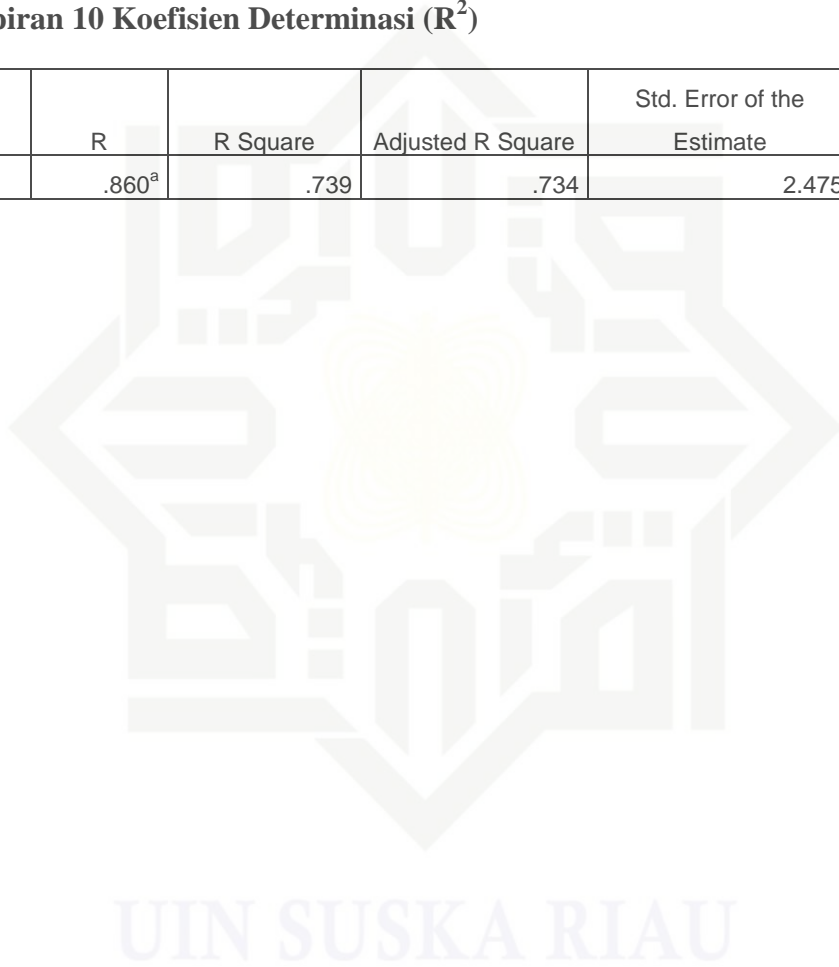 piran 10 Koefisien Determinasi (R²)
Std. Error of the
R R Square Adjusted R Square Estimate
.860ᵃ .739 .734 2.475
UIN SUSKA RIAU